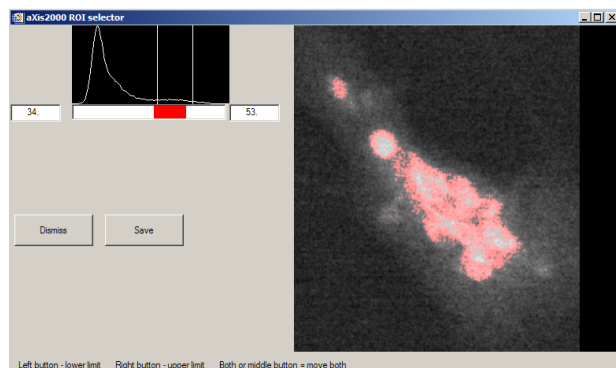 aXis2000 ROI selector
34.
53.
Dismiss
Save
Left button - lower limit Right button - upper limit Both or middle button = move both